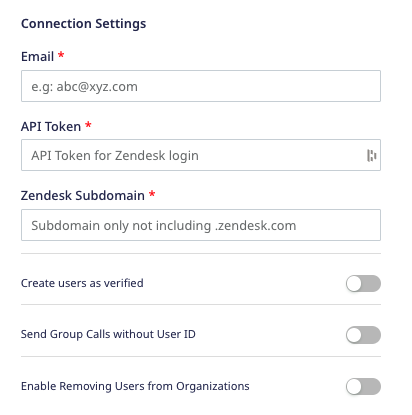 Connection Settings
Email *
e.g: abc@xyz.com
API Token *
API Token for Zendesk login
Zendesk Subdomain *
Subdomain only not including .zendesk.com
Create users as verified
Send Group Calls without User ID
Enable Removing Users from Organizations